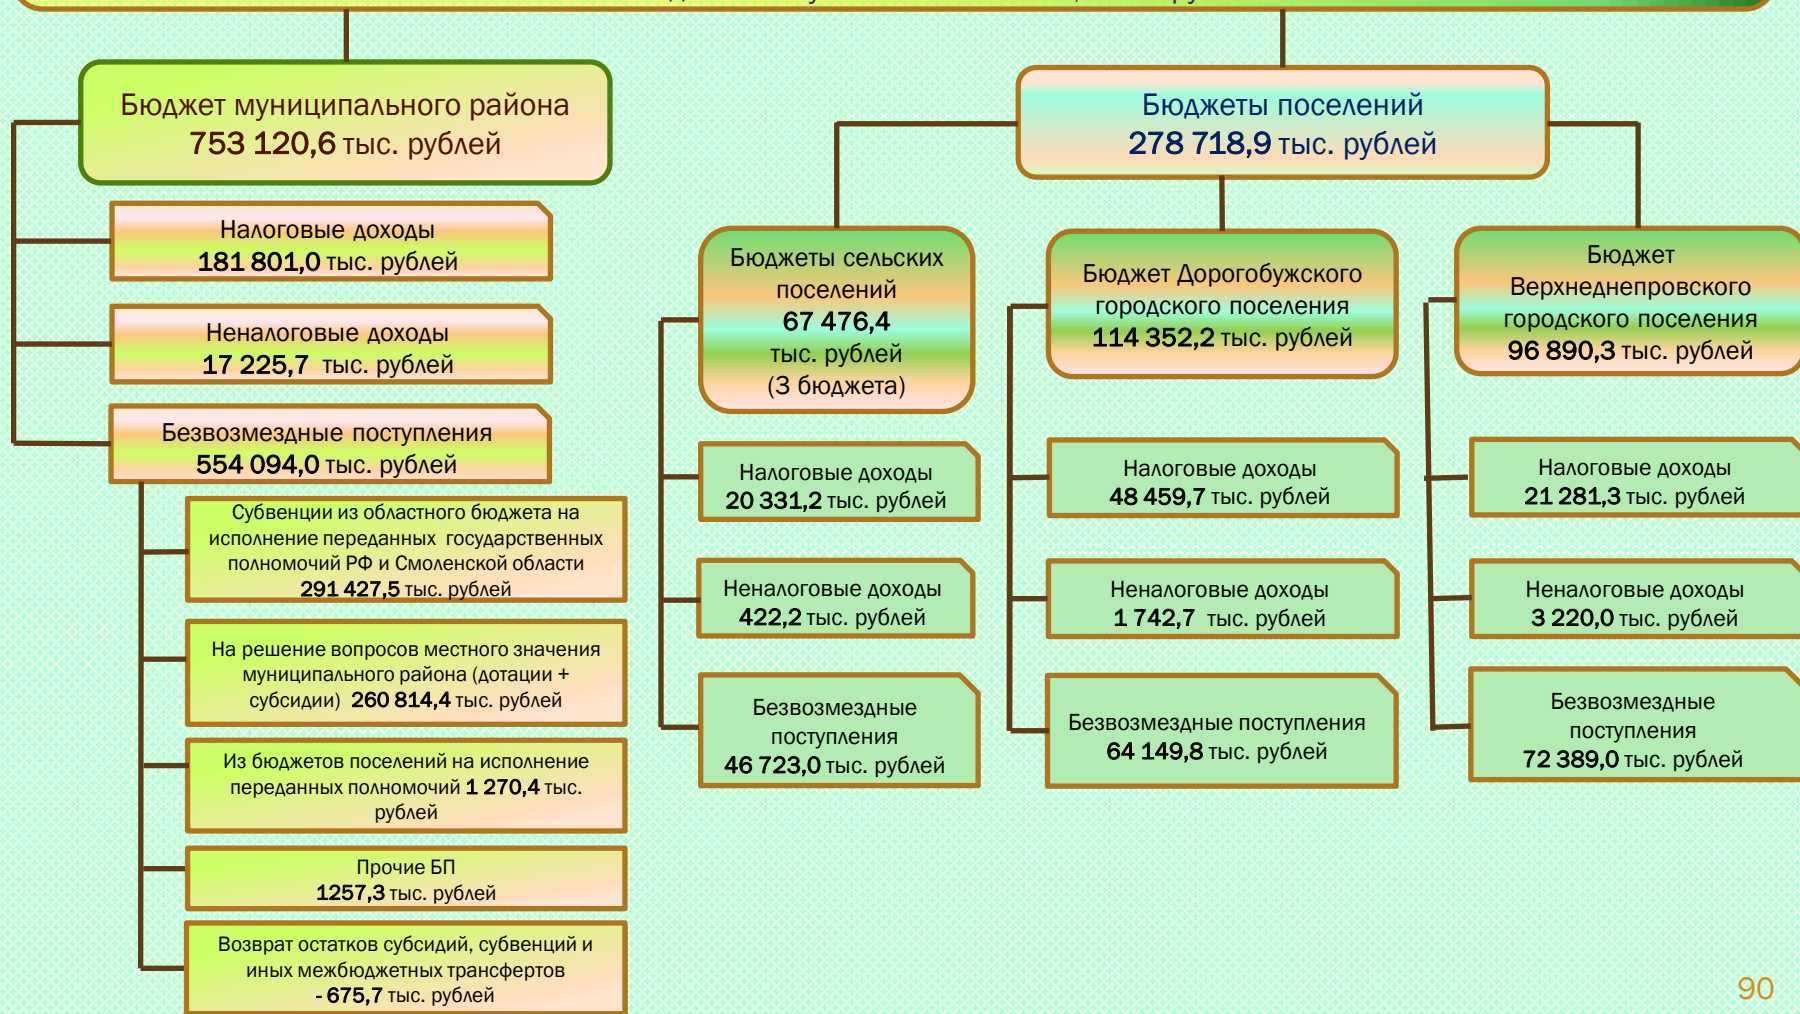 Бюджет муниципального района
753 120,6 тыс. рублей
Налоговые доходы
181 801,0 тыс. рублей
Неналоговые доходы
17 225,7 тыс. рублей
Безвозмездные поступления
554 094,0 тыс. рублей
Субвенции из областного бюджета на
исполнение переданных государственных
полномочий РФ и Смоленской области
291 427,5 тыс. рублей
На решение вопросов местного значения
муниципального района (дотации +
субсидии) 260 814,4 тыс. рублей
Из бюджетов поселений на исполнение
переданных полномочий 1 270,4 тыс.
рублей
Прочие БП
1257,3 тыс. рублей
Возврат остатков субсидий, субвенций и
иных межбюджетных трансфертов
- 675,7 тыс. рублей
Бюджеты поселений
278 718,9 тыс. рублей
Бюджеты сельских
поселений
67 476,4
тыс. рублей
(3 бюджета)
Налоговые доходы
20 331,2 тыс. рублей
Неналоговые доходы
422,2 тыс. рублей
Безвозмездные
поступления
46 723,0 тыс. рублей
Бюджет Дорогобужского
городского поселения
114 352,2 тыс. рублей
Налоговые доходы
48 459,7 тыс. рублей
Неналоговые доходы
1 742,7 тыс. рублей
Безвозмездные поступления
64 149,8 тыс. рублей
Бюджет
Верхнеднепровского
городского поселения
96 890,3 тыс. рублей
Налоговые доходы
21 281,3 тыс. рублей
Неналоговые доходы
3 220,0 тыс. рублей
Безвозмездные
поступления
72 389,0 тыс. рублей
90